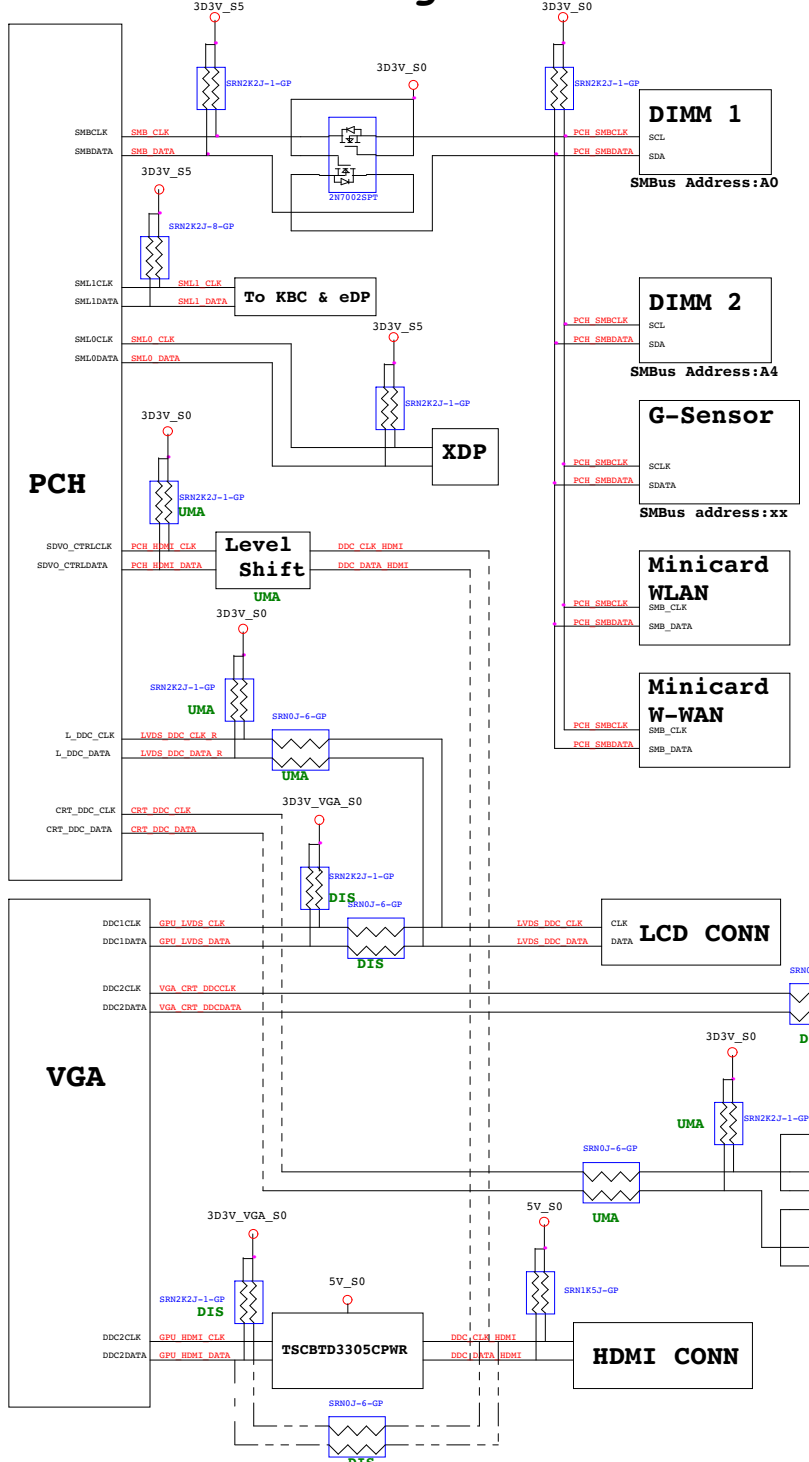 3D3V_S5
3D3V_S0
SRN2K2J-1-GP
3D3V_S0
SRN2K2J-1-GP
DIMM 1
SMBCLK
SMB_CLK
PCH_SMBCLK
SCL
SMBDATA
SMB_DATA
PCH_SMBDATA
SDA
3D3V_S5
2N7002SPT
SMBus Address:A0
SRN2K2J-8-GP
SML1CLK
SML1_CLK
To KBC & eDP
SML1DATA
SML1_DATA
DIMM 2
PCH_SMBCLK
SCL
PCH_SMBDATA
SDA
SMBus Address:A4
SML0CLK
SML0_CLK
3D3V_S5
SML0DATA
SML0_DATA
SRN2K2J-1-GP
XDP
G-Sensor
PCH_SMBCLK
SCLK
PCH_SMBDATA
SDATA
SMBus address:xx
3D3V_S0
PCH
SRN2K2J-1-GP
UMA
SDVO_CTRLCLK
PCH_HDMI_CLK
Level
Shift
DDC_CLK_HDMI
SDVO_CTRLDATA
PCH_HDMI_DATA
DDC_DATA_HDMI
UMA
Minicard
WLAN
PCH_SMBCLK
SMB_CLK
PCH_SMBDATA
SMB_DATA
3D3V_S0
SRN2K2J-1-GP
UMA
SRN0J-6-GP
Minicard
W-WAN
PCH_SMBCLK
SMB_CLK
PCH_SMBDATA
SMB_DATA
L_DDC_CLK
LVDS_DDC_CLK_R
L_DDC_DATA
LVDS_DDC_DATA_R
UMA
CRT_DDC_CLK
CRT_DDC_CLK
3D3V_VGA_S0
CRT_DDC_DATA
CRT_DDC_DATA
SRN2K2J-1-GP
DIS
SRN0J-6-GP
DDC1CLK
GPU_LVDS_CLK
LVDS_DDC_CLK
CLK
LCD CONN
DDC1DATA
GPU_LVDS_DATA
LVDS_DDC_DATA
DATA
DIS
DDC2CLK
VGA_CRT_DDCCLK
DDC2DATA
VGA_CRT_DDCDATA
3D3V_S0
VGA
UMA
SRN2K2J-1-GP
SRN0J-6-GP
UMA
3D3V_VGA_S0
5V_S0
5V_S0
SRN2K2J-1-GP
DIS
SRN1K5J-GP
DDC2CLK
GPU_HDMI_CLK
TSCBTD3305CPWR
DDC_CLK_HDMI
HDMI CONN
DDC2DATA
GPU_HDMI_DATA
DDC_DATA_HDMI
SRN0J-6-GP
DIS